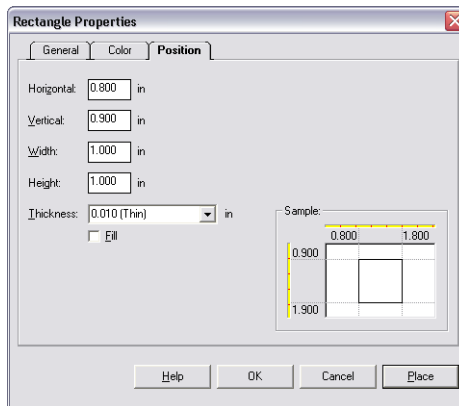 Rectangle Properties
General Color Position
Horizontal: 0.800 in
Vertical: 0.900 in
Width: 1.000 in
Height: 1.000 in
Thickness: 0.010 (Thin) in
Fill
Sample:
0.800 1.800
0.900
1.900
Help OK Cancel Place